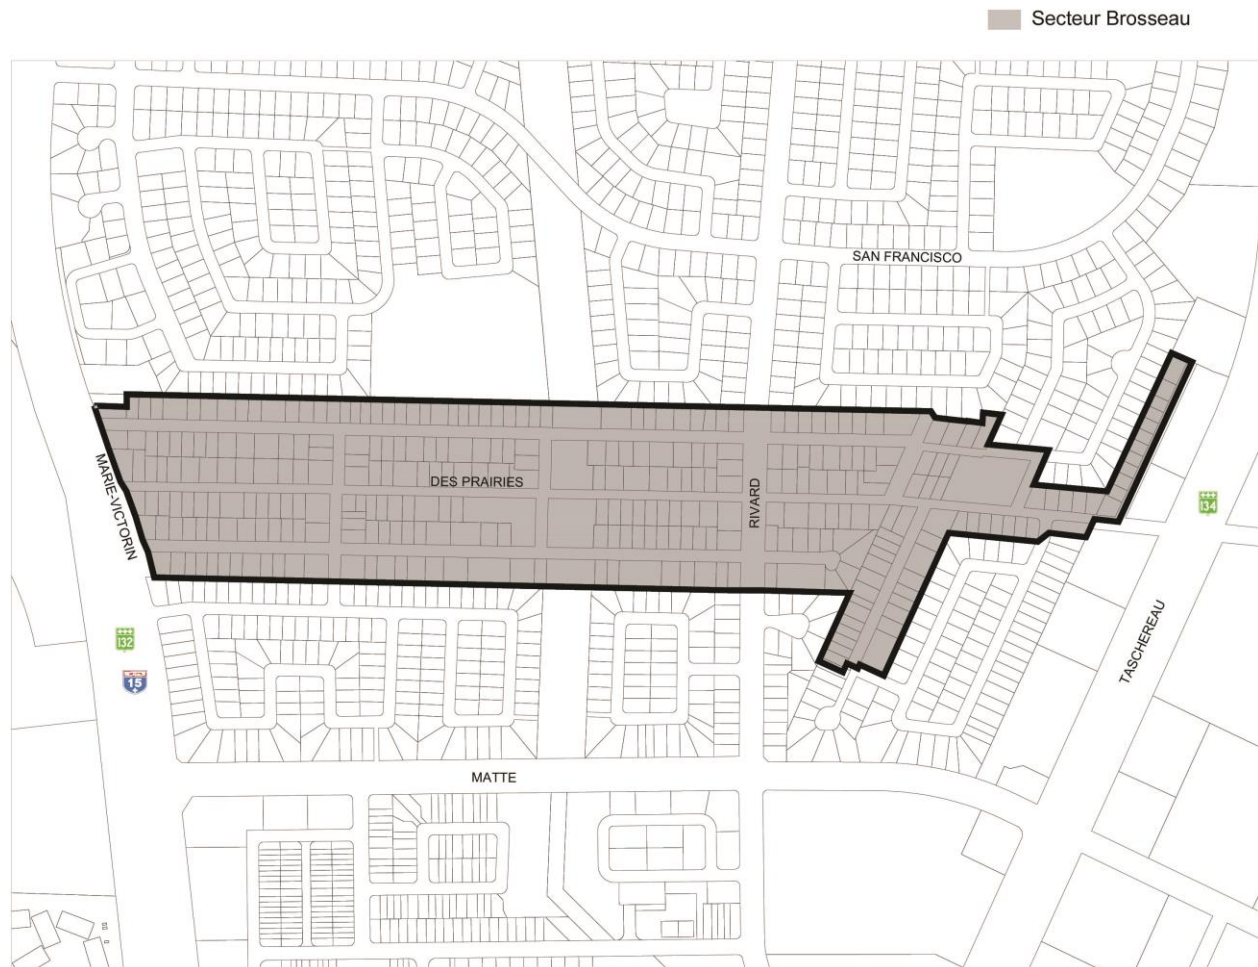 Secteur Brosseau
SAN FRANCISCO
DES PRAIRIES
MARIE-VICTORIN
RIVARD
134
132
15
TASCHEREAU
MATTE